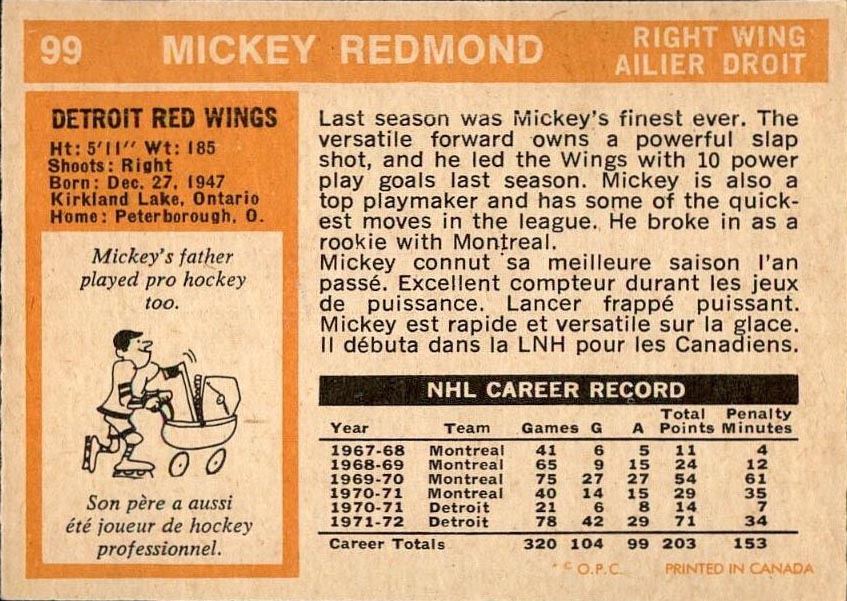 99 MICKEY REDMOND RIGHT WING
AILIER DROIT
DETROIT RED WINGS
Ht: 5'11" Wt: 185
Shoots: Right
Born: Dec. 27, 1947
Kirkland Lake, Ontario
Home: Peterborough, O.
Mickey's father
played pro hockey
too.
Son père a aussi
été joueur de hockey
professionnel.
Last season was Mickey's finest ever. The
versatile forward owns a powerful slap
shot, and he led the Wings with 10 power
play goals last season. Mickey is also a
top playmaker and has some of the quick-
est moves in the league. He broke in as a
rookie with Montreal.
Mickey connut sa meilleure saison l'an
passé. Excellent compteur durant les jeux
de puissance. Lancer frappé puissant.
Mickey est rapide et versatile sur la glace.
Il débuta dans la LNH pour les Canadiens.
NHL CAREER RECORD
Total Penalty
Year Team Games G A Points Minutes
1967-68 Montreal 41 6 5 11 4
1968-69 Montreal 65 9 15 24 12
1969-70 Montreal 75 27 27 54 61
1970-71 Montreal 40 14 15 29 35
1970-71 Detroit 21 6 8 14 7
1971-72 Detroit 78 42 29 71 34
Career Totals 320 104 99 203 153
* © O.P.C. PRINTED IN CANADA